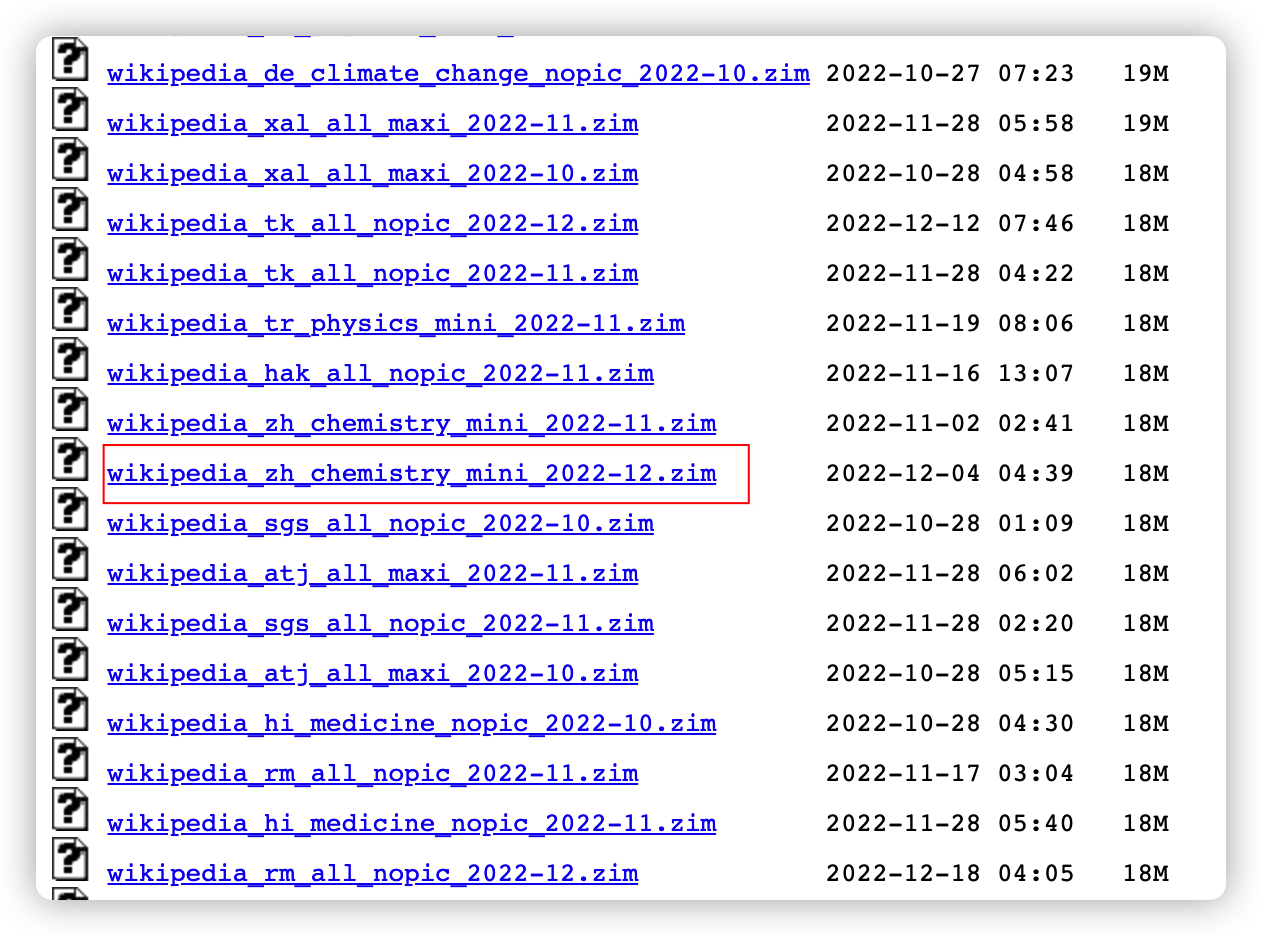 wikipedia_de_climate_change_nopic_2022-10.zim 2022-10-27 07:23 19M
wikipedia_xal_all_maxi_2022-11.zim 2022-11-28 05:58 19M
wikipedia_xal_all_maxi_2022-10.zim 2022-10-28 04:58 18M
wikipedia_tk_all_nopic_2022-12.zim 2022-12-12 07:46 18M
wikipedia_tk_all_nopic_2022-11.zim 2022-11-28 04:22 18M
wikipedia_tr_physics_mini_2022-11.zim 2022-11-19 08:06 18M
wikipedia_hak_all_nopic_2022-11.zim 2022-11-16 13:07 18M
wikipedia_zh_chemistry_mini_2022-11.zim 2022-11-02 02:41 18M
wikipedia_zh_chemistry_mini_2022-12.zim 2022-12-04 04:39 18M
wikipedia_sgs_all_nopic_2022-10.zim 2022-10-28 01:09 18M
wikipedia_atj_all_maxi_2022-11.zim 2022-11-28 06:02 18M
wikipedia_sgs_all_nopic_2022-11.zim 2022-11-28 02:20 18M
wikipedia_atj_all_maxi_2022-10.zim 2022-10-28 05:15 18M
wikipedia_hi_medicine_nopic_2022-10.zim 2022-10-28 04:30 18M
wikipedia_rm_all_nopic_2022-11.zim 2022-11-17 03:04 18M
wikipedia_hi_medicine_nopic_2022-11.zim 2022-11-28 05:40 18M
wikipedia_rm_all_nopic_2022-12.zim 2022-12-18 04:05 18M